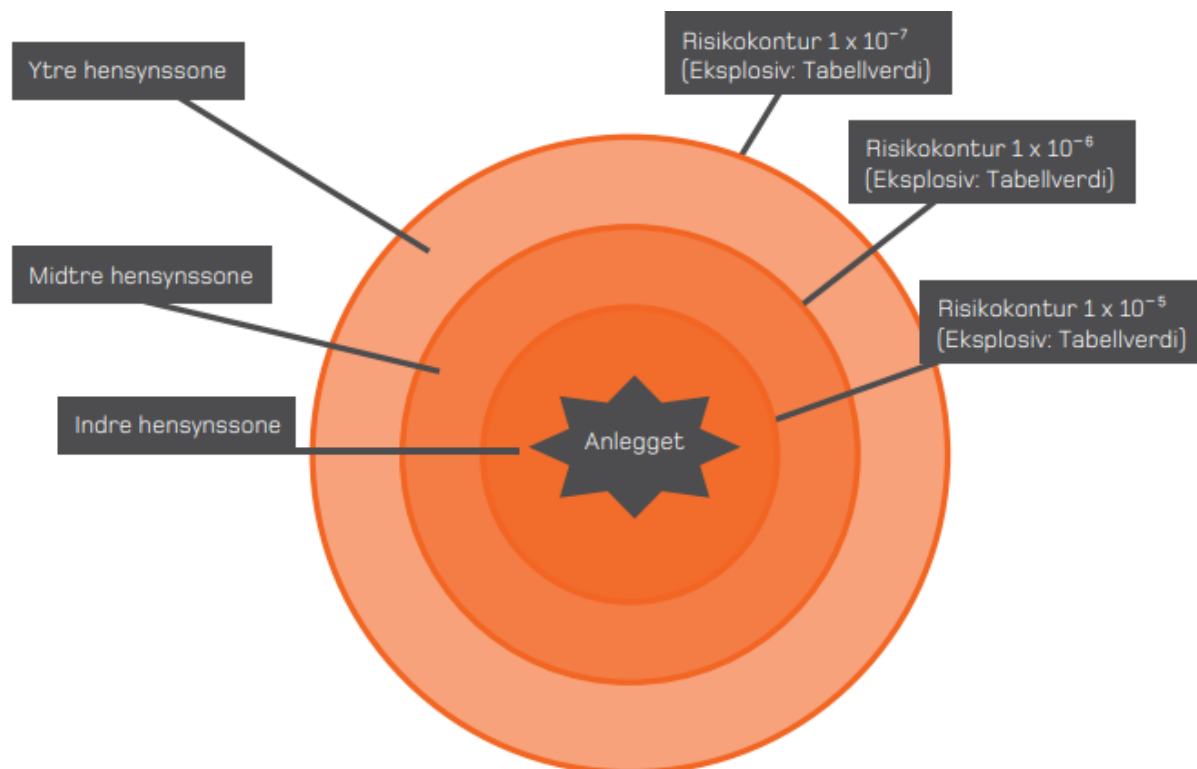 Ytre hensynssone
Midtre hensynssone
Indre hensynssone
Anlegget
Risikokontur 1 x 10⁻⁷
(Eksplosiv: Tabellverdi)
Risikokontur 1 x 10⁻⁶
(Eksplosiv: Tabellverdi)
Risikokontur 1 x 10⁻⁵
(Eksplosiv: Tabellverdi)